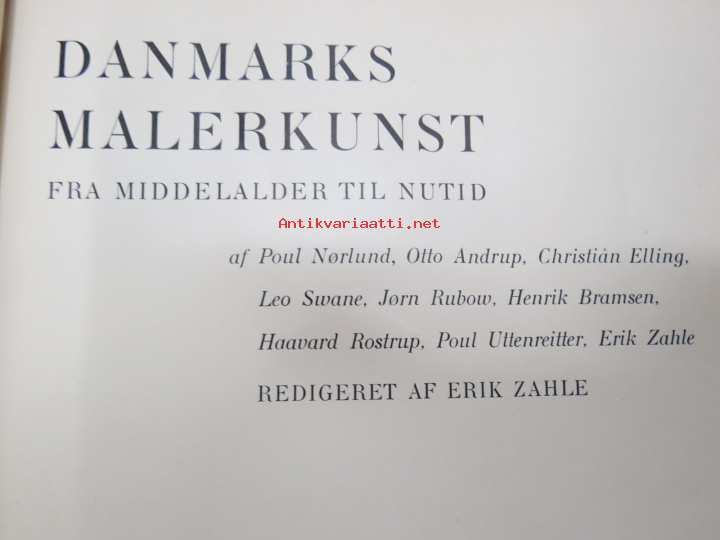 DANMARKS
MALERKUNST
FRA MIDDELALDER TIL NUTID
Antikvariaatti.net
af Poul Nørlund, Otto Andrup, Christian Elling,
Leo Swane, Jørn Rubow, Henrik Bramsen,
Haavard Rostrup, Poul Uttenreitter, Erik Zahle
REDIGERET AF ERIK ZAHLE